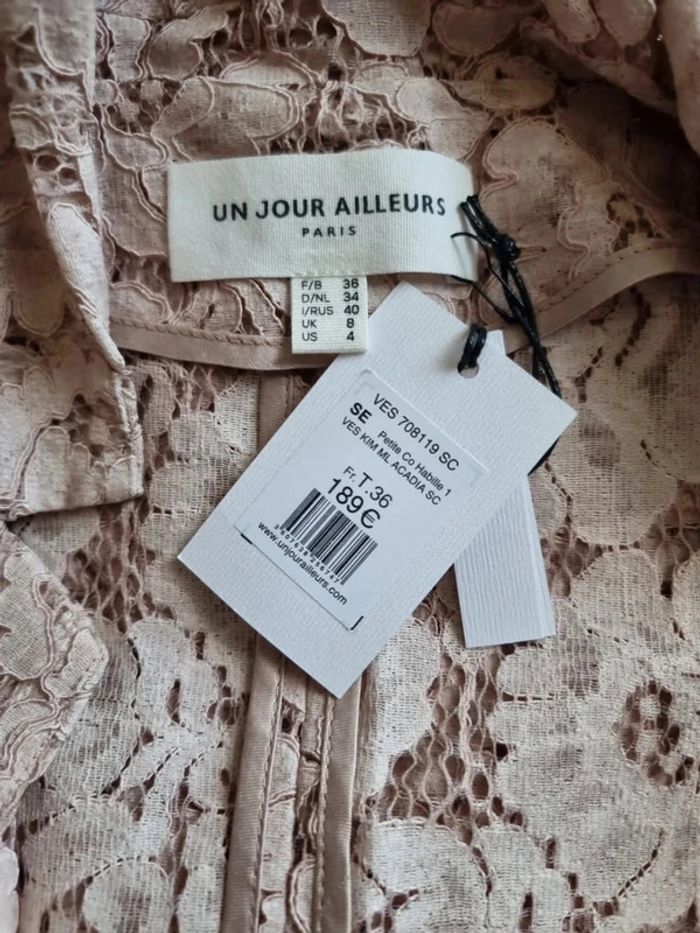 UN JOUR AILLEURS
PARIS
F/B 36
D/NL 34
I/RUS 40
UK 8
US 4
VES 708119 SC
SE Petite Co Habille 1
VES KIM ML ACADIA SC
Fr. T.36
189€
3607638256747
www.unjourailleurs.com